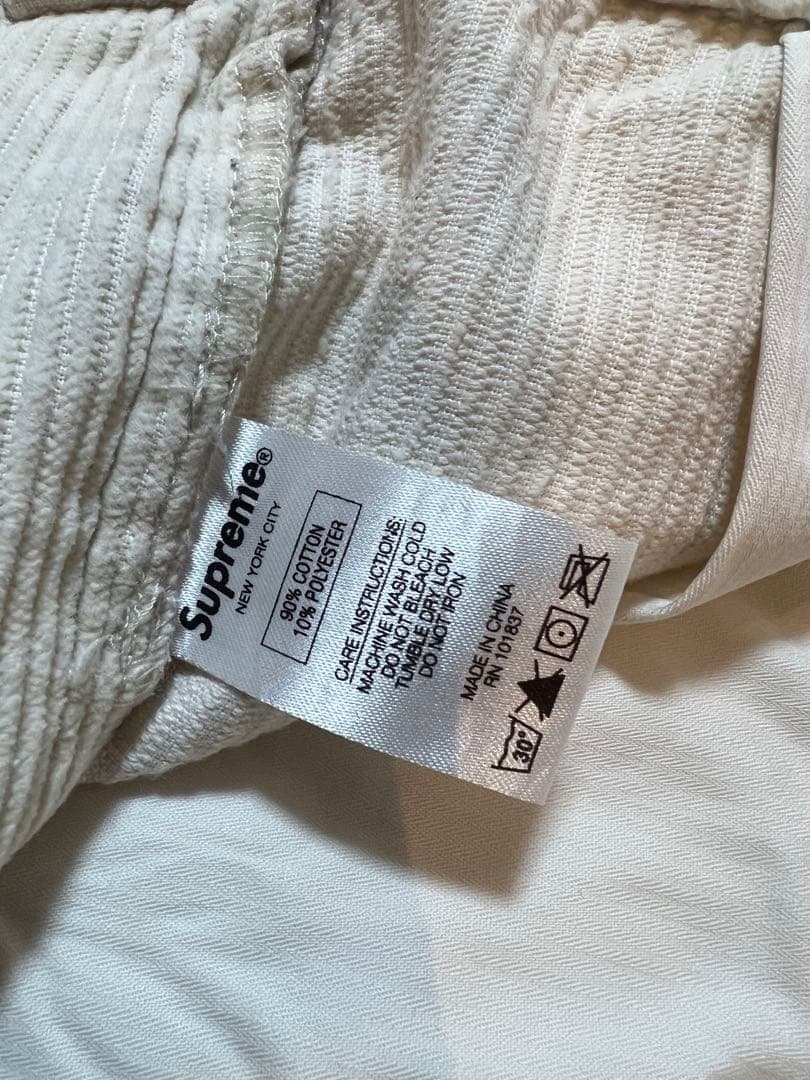 Supreme®
NEW YORK CITY
90% COTTON
10% POLYESTER
CARE INSTRUCTIONS:
MACHINE WASH COLD
DO NOT BLEACH
TUMBLE DRY LOW
DO NOT IRON
MADE IN CHINA
RN 101837
30°